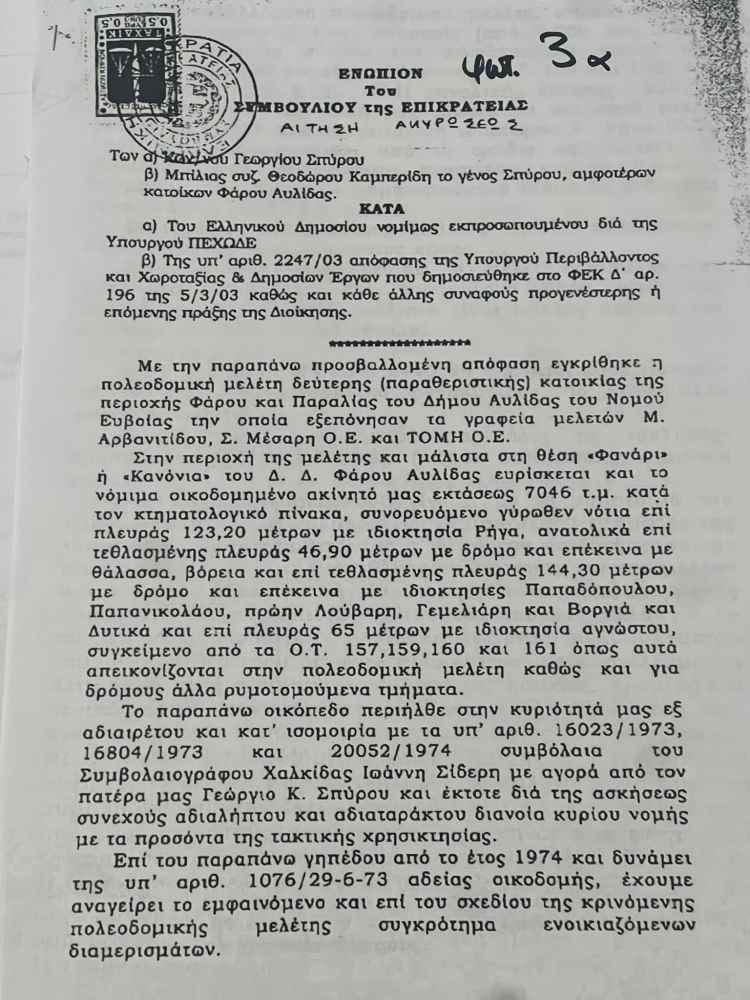 φωτ. 3 α
ΤΑΧΔΙΚ
ΕΝΩΠΙΟΝ
Του
ΣΥΜΒΟΥΛΙΟΥ της ΕΠΙΚΡΑΤΕΙΑΣ
ΑΙΤΗΣΗ ΑΚΥΡΩΣΕΩΣ
Των α) Γεωργίου Σπύρου
β) Μπίλιας συζ. Θεοδώρου Καμπερίδη το γένος Σπύρου, αμφοτέρων
κατοίκων Φάρου Αυλίδας.
ΚΑΤΑ
α) Του Ελληνικού Δημοσίου νομίμως εκπροσωπουμένου διά της
Υπουργού ΠΕΧΩΔΕ
β) Της υπ' αριθ. 2247/03 απόφασης της Υπουργού Περιβάλλοντος
και Χωροταξίας & Δημοσίων Έργων που δημοσιεύθηκε στο ΦΕΚ Δ΄ αρ.
196 της 5/3/03 καθώς και κάθε άλλης συναφούς προγενέστερης ή
επόμενης πράξης της Διοίκησης.
********************
Με την παραπάνω προσβαλλομένη απόφαση εγκρίθηκε η
πολεοδομική μελέτη δεύτερης (παραθεριστικής) κατοικίας της
περιοχής Φάρου και Παραλίας του Δήμου Αυλίδας του Νομού
Ευβοίας την οποία εξεπόνησαν τα γραφεία μελετών Μ.
Αρβανιτίδου, Σ. Μέσαρη Ο.Ε. και ΤΟΜΗ Ο.Ε.
Στην περιοχή της μελέτης και μάλιστα στη θέση «Φανάρι»
ή «Κανόνια» του Δ. Δ. Φάρου Αυλίδας ευρίσκεται και το
νόμιμα οικοδομημένο ακίνητό μας εκτάσεως 7046 τ.μ. κατά
τον κτηματολογικό πίνακα, συνορευόμενο γύρωθεν νότια επί
πλευράς 123,20 μέτρων με ιδιοκτησία Ρήγα, ανατολικά επί
τεθλασμένης πλευράς 46,90 μέτρων με δρόμο και επέκεινα με
θάλασσα, βόρεια και επί τεθλασμένης πλευράς 144,30 μέτρων
με δρόμο και επέκεινα με ιδιοκτησίες Παπαδόπουλου,
Παπανικολάου, πρώην Λούβαρη, Γεμελιάρη και Βοργιά και
Δυτικά και επί πλευράς 65 μέτρων με ιδιοκτησία αγνώστου,
συγκείμενο από τα Ο.Τ. 157,159,160 και 161 όπως αυτά
απεικονίζονται στην πολεοδομική μελέτη καθώς και για
δρόμους άλλα ρυμοτομούμενα τμήματα.
Το παραπάνω οικόπεδο περιήλθε στην κυριότητά μας εξ
αδιαιρέτου και κατ' ισομοιρία με τα υπ' αριθ. 16023/1973,
16804/1973 και 20052/1974 συμβόλαια του
Συμβολαιογράφου Χαλκίδας Ιωάννη Σίδερη με αγορά από τον
πατέρα μας Γεώργιο Κ. Σπύρου και έκτοτε διά της ασκήσεως
συνεχούς αδιαλήπτου και αδιαταράκτου διανοία κυρίου νομής
με τα προσόντα της τακτικής χρησικτησίας.
Επί του παραπάνω γηπέδου από το έτος 1974 και δυνάμει
της υπ' αριθ. 1076/29-6-73 αδείας οικοδομής, έχουμε
αναγείρει το εμφαινόμενο και επί του σχεδίου της κρινόμενης
πολεοδομικής μελέτης συγκρότημα ενοικιαζόμενων
διαμερισμάτων.